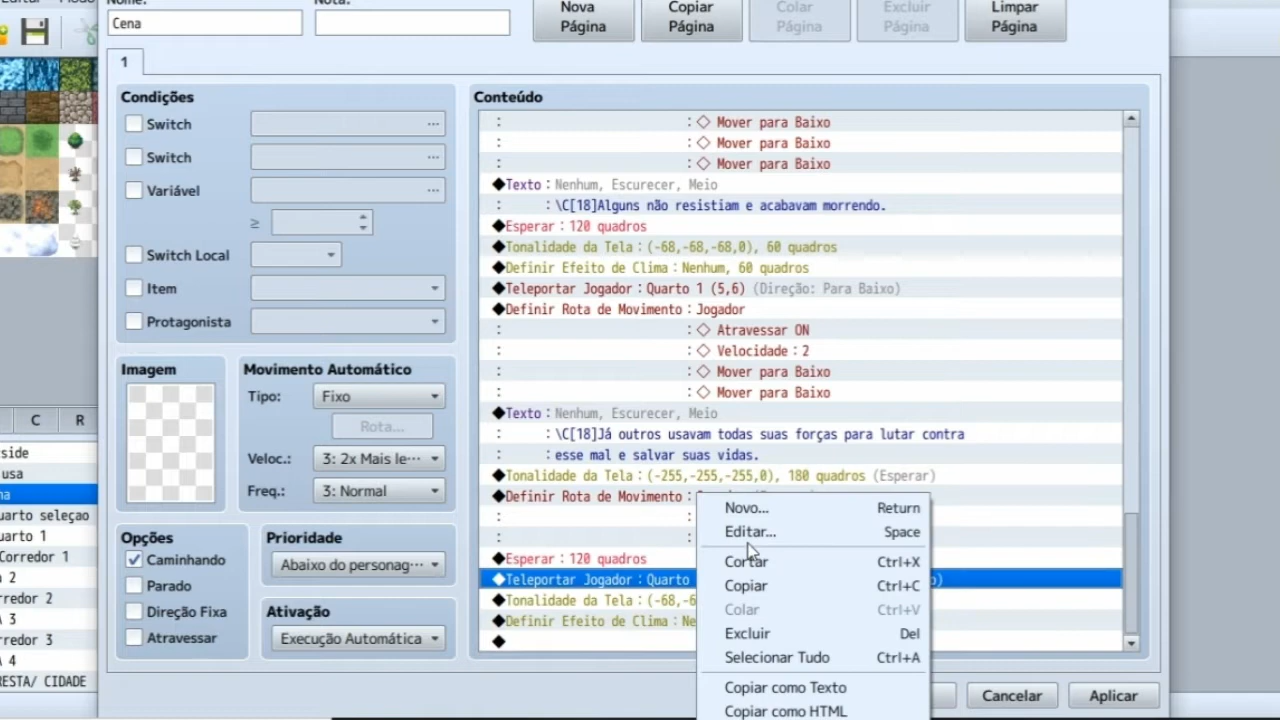 Nome:
Nota:
Nova
Página
Copiar
Página
Colar
Página
Excluir
Página
Limpar
Página
Cena
1
Condições
Switch
Switch
Variável
≥
Switch Local
Item
Protagonista
Imagem
Movimento Automático
Tipo: Fixo
Rota...
Veloc.: 3: 2x Mais le···
Freq.: 3: Normal
Opções
Caminhando
Parado
Direção Fixa
Atravessar
Prioridade
Abaixo do personag···
Ativação
Execução Automática
Conteúdo
: :◇ Mover para Baixo
: :◇ Mover para Baixo
: :◇ Mover para Baixo
◆Texto：Nenhum, Escurecer, Meio
: :\C[18]Alguns não resistiam e acabavam morrendo.
◆Esperar：120 quadros
◆Tonalidade da Tela：(-68,-68,-68,0), 60 quadros
◆Definir Efeito de Clima：Nenhum, 60 quadros
◆Teleportar Jogador：Quarto 1 (5,6) (Direção: Para Baixo)
◆Definir Rota de Movimento：Jogador
: :◇ Atravessar ON
: :◇ Velocidade：2
: :◇ Mover para Baixo
: :◇ Mover para Baixo
◆Texto：Nenhum, Escurecer, Meio
: :\C[18]Já outros usavam todas suas forças para lutar contra
: :esse mal e salvar suas vidas.
◆Tonalidade da Tela：(-255,-255,-255,0), 180 quadros (Esperar)
◆Definir Rota de Movimento：
: :
: :
◆Esperar：120 quadros
◆Teleportar Jogador：Quarto o)
◆Tonalidade da Tela：(-68,-6
◆Definir Efeito de Clima：Ne
◆
Novo... Return
Editar... Space
Cortar Ctrl+X
Copiar Ctrl+C
Colar Ctrl+V
Excluir Del
Selecionar Tudo Ctrl+A
Copiar como Texto
Copiar como HTML
Cancelar
Aplicar
C R
side
usa
na
uarto seleçao
uarto 1
Corredor 1
2
rredor 2
3
rredor 3
4
RESTA/ CIDADE